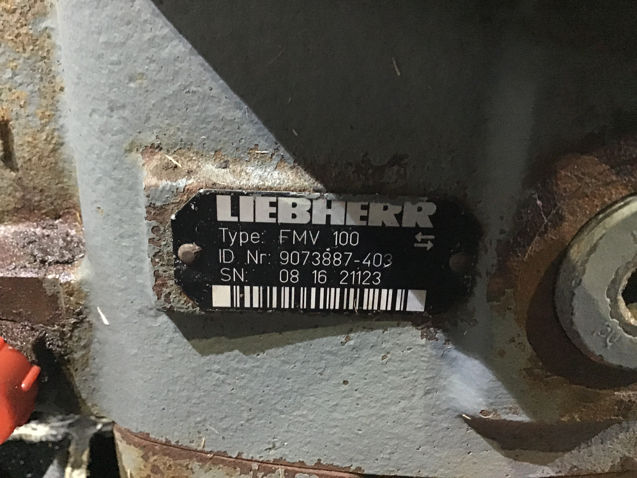 LIEBHERR
Type: FMV 100
ID Nr: 9073887-403
SN: 08 16 21123